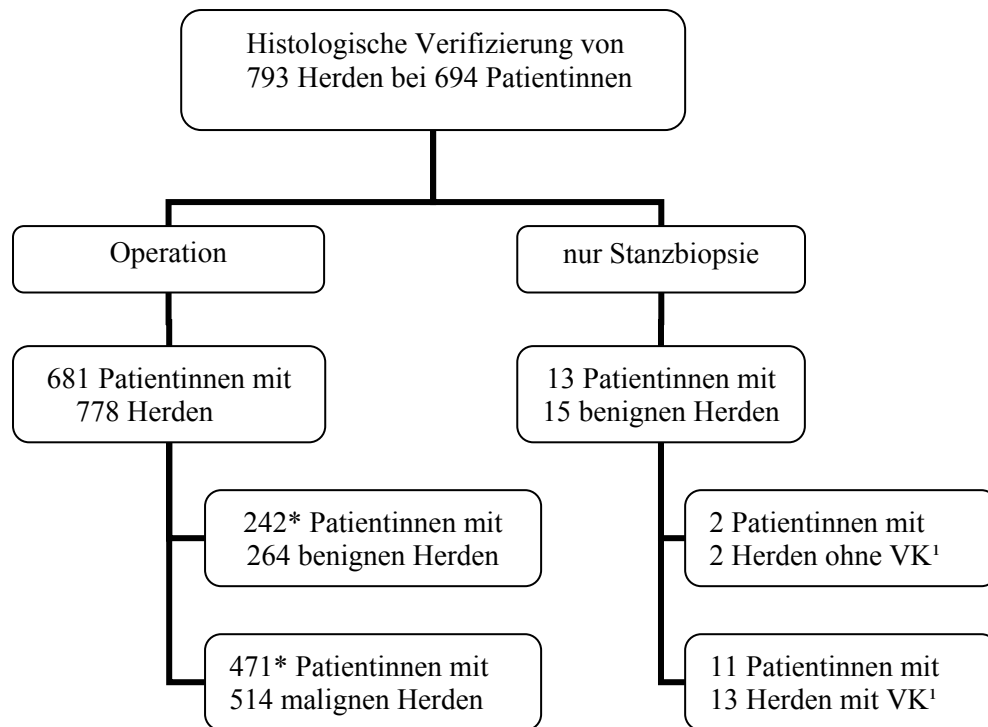 Histologische Verifizierung von
793 Herden bei 694 Patientinnen
Operation
nur Stanzbiopsie
681 Patientinnen mit
778 Herden
13 Patientinnen mit
15 benignen Herden
242* Patientinnen mit
264 benignen Herden
2 Patientinnen mit
2 Herden ohne VK¹
471* Patientinnen mit
514 malignen Herden
11 Patientinnen mit
13 Herden mit VK¹